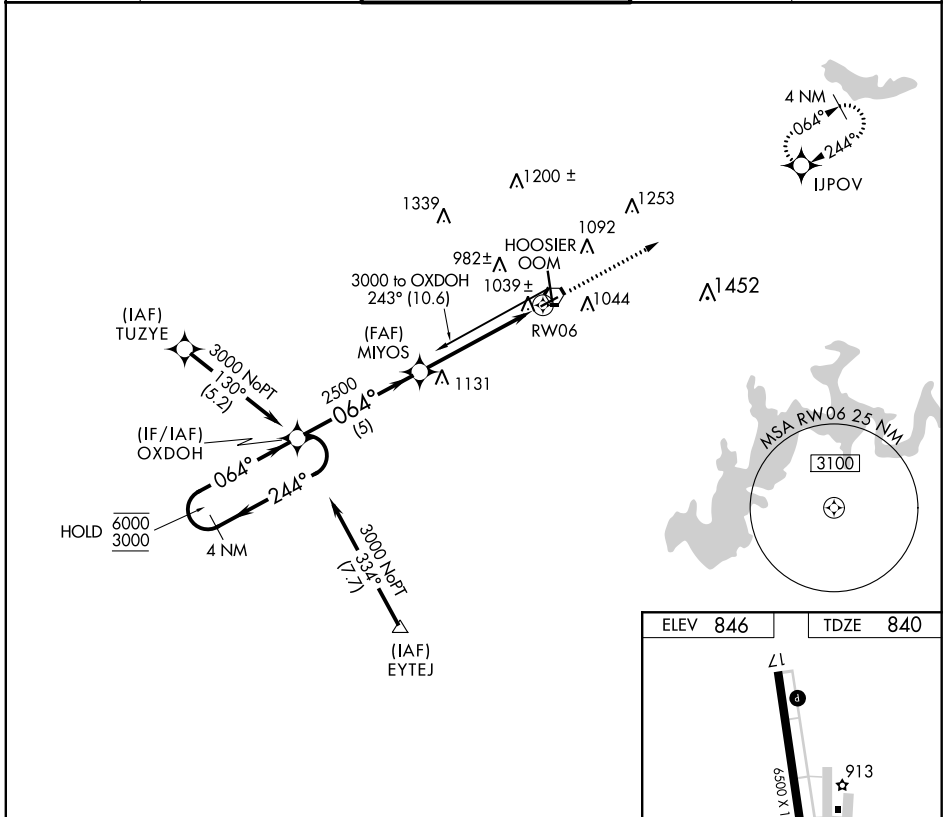 4 NM
064°
244°
IJPOV
1200 ±
1339
1253
1092
HOOSIER
OOM
982±
3000 to OXDOH
243° (10.6)
1039±
1044
1452
RW06
(IAF)
TUZYE
(FAF)
MIYOS
3000 NoPT
130°
(5.2)
1131
2500
064°
(5)
(IF/IAF)
OXDOH
064°
244°
HOLD
6000
3000
4 NM
3000 NoPT
334°
(7.7)
(IAF)
EYTEJ
MSA RW06 25 NM
3100
ELEV 846
TDZE 840
17
P
913
6500 X 1